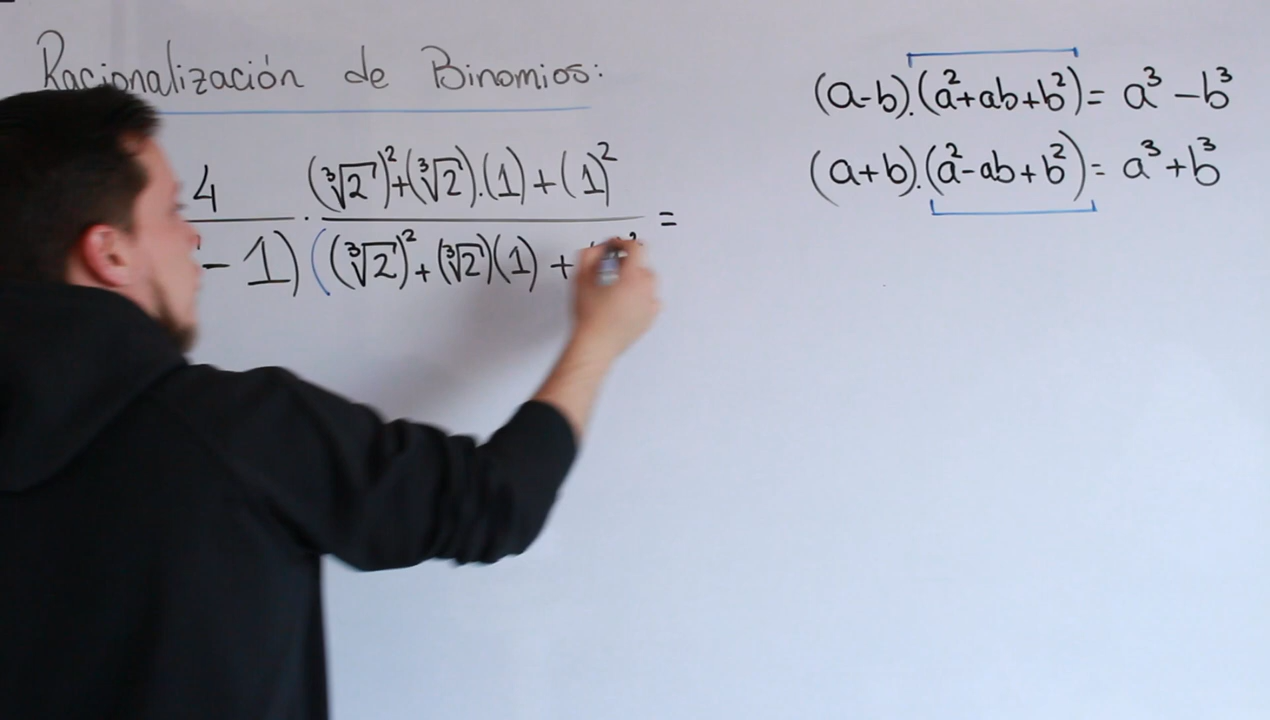 Racionalización de Binomios:
(a-b).(a²+ab+b²)= a³-b³
(a+b).(a²-ab+b²)= a³+b³
4 · (∛2)²+(∛2).(1)+(1)² =
-1) ((∛2)²+(∛2)(1)+